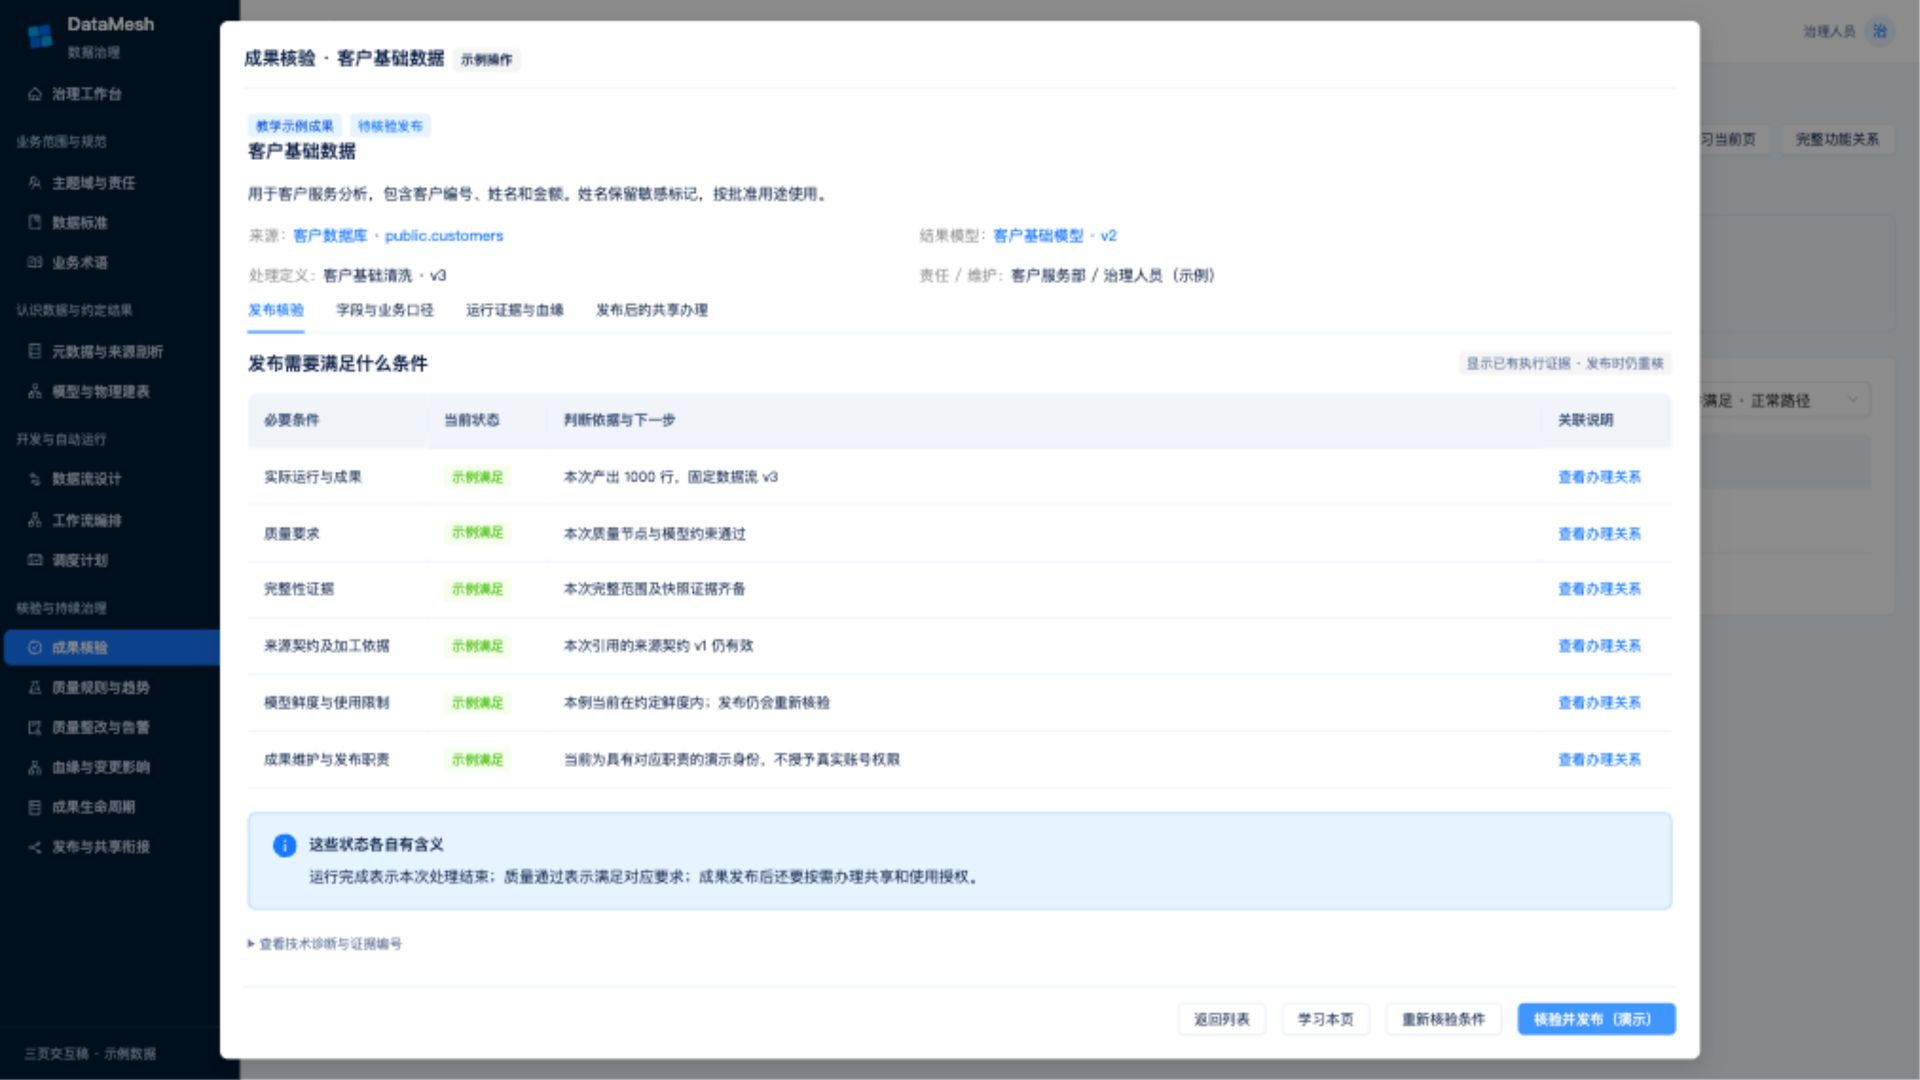 DataMesh
数据治理
治理工作台
业务范围与规范
主题域与责任
数据标准
业务术语
认识数据与约定结果
元数据与来源剖析
模型与物理建表
开发与自动运行
数据流设计
工作流编排
调度计划
核验与持续治理
成果核验
质量规则与趋势
质量整改与告警
血缘与变更影响
成果生命周期
发布与共享衔接
三页交互稿 · 示例数据
治理人员 治
习当前页 完整功能关系
满足 · 正常路径
成果核验 · 客户基础数据 示例操作
教学示例成果 待核验发布
客户基础数据
用于客户服务分析，包含客户编号、姓名和金额。姓名保留敏感标记，按批准用途使用。
来源：客户数据库 · public.customers 结果模型：客户基础模型 · v2
处理定义：客户基础清洗 · v3 责任 / 维护：客户服务部 / 治理人员（示例）
发布核验 字段与业务口径 运行证据与血缘 发布后的共享办理
发布需要满足什么条件 显示已有执行证据 · 发布时仍重核
必要条件 当前状态 判断依据与下一步 关联说明
实际运行与成果 示例满足 本次产出 1000 行，固定数据流 v3 查看办理关系
质量要求 示例满足 本次质量节点与模型约束通过 查看办理关系
完整性证据 示例满足 本次完整范围及快照证据齐备 查看办理关系
来源契约及加工依据 示例满足 本次引用的来源契约 v1 仍有效 查看办理关系
模型鲜度与使用限制 示例满足 本例当前在约定鲜度内；发布仍会重新核验 查看办理关系
成果维护与发布职责 示例满足 当前为具有对应职责的演示身份，不授予真实账号权限 查看办理关系
这些状态各自有含义
运行完成表示本次处理结束；质量通过表示满足对应要求；成果发布后还要按需办理共享和使用授权。
查看技术诊断与证据编号
返回列表 学习本页 重新核验条件 核验并发布（演示）